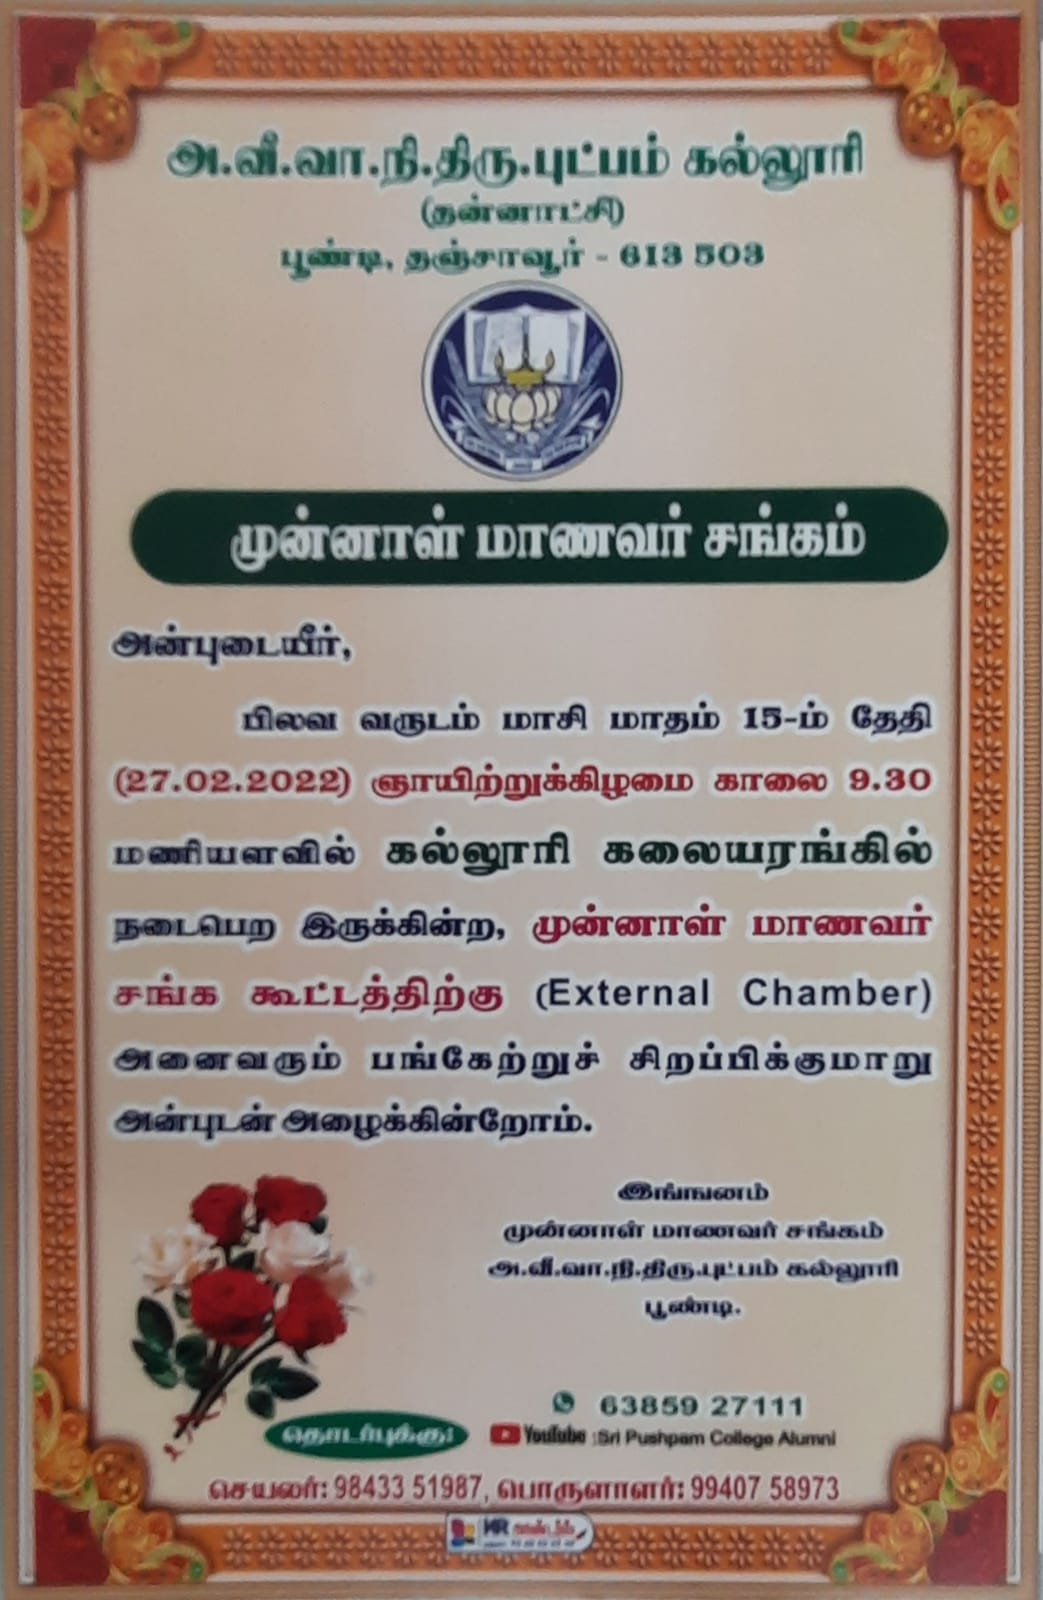 அ.வீ.வா.நி.திரு.புட்பம் கல்லூரி
(தன்னாட்சி)
பூண்டி, தஞ்சாவூர் - 613 503
முன்னாள் மாணவர் சங்கம்
அன்புடையீர்,
பிலவ வருடம் மாசி மாதம் 15-ம் தேதி
(27.02.2022) ஞாயிற்றுக்கிழமை காலை 9.30
மணியளவில் கல்லூரி கலையரங்கில்
நடைபெற இருக்கின்ற, முன்னாள் மாணவர்
சங்க கூட்டத்திற்கு (External Chamber)
அனைவரும் பங்கேற்றுச் சிறப்பிக்குமாறு
அன்புடன் அழைக்கின்றோம்.
இங்ஙனம்
முன்னாள் மாணவர் சங்கம்
அ.வீ.வா.நி.திரு.புட்பம் கல்லூரி
பூண்டி.
63859 27111
தொடர்புக்கு: YouTube : Sri Pushpam College Alumni
செயலர்: 98433 51987, பொருளாளர்: 99407 58973